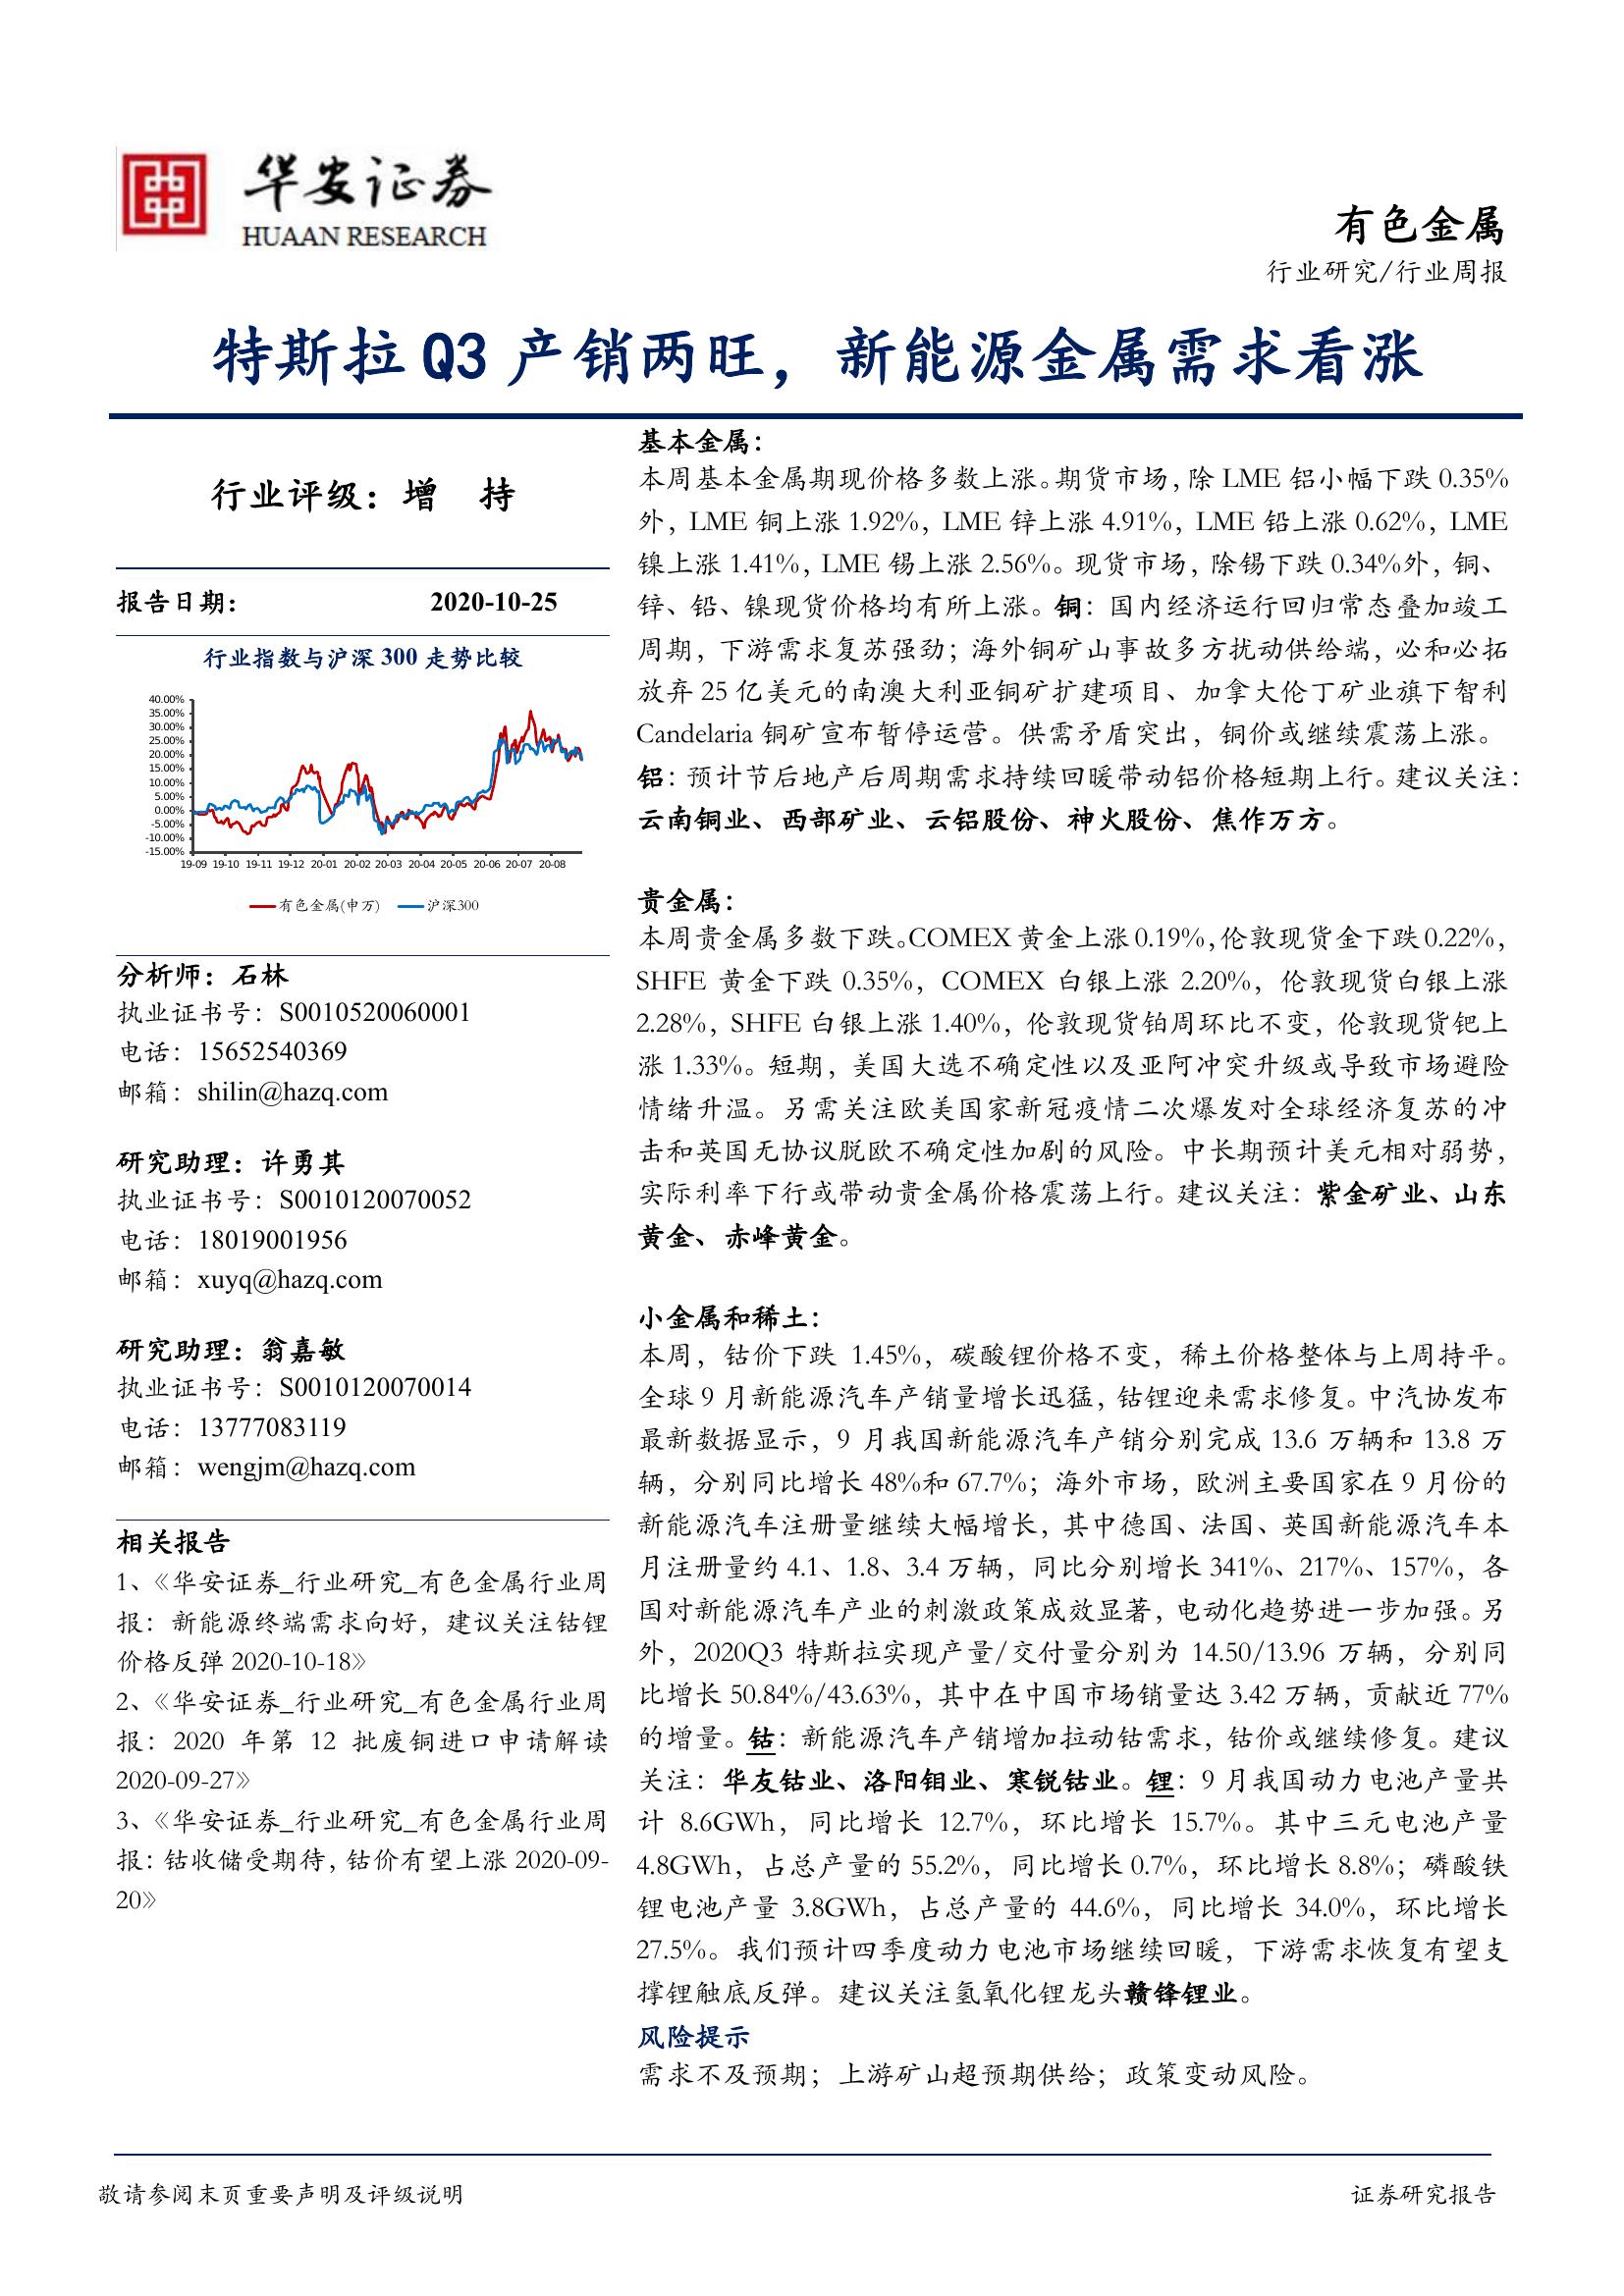 华安证券
HUAAN RESEARCH
有色金属
行业研究/行业周报
特斯拉 Q3 产销两旺，新能源金属需求看涨
行业评级：增 持
报告日期： 2020-10-25
行业指数与沪深 300 走势比较
40.00%
35.00%
30.00%
25.00%
20.00%
15.00%
10.00%
5.00%
0.00%
-5.00%
-10.00%
-15.00%
19-09 19-10 19-11 19-12 20-01 20-02 20-03 20-04 20-05 20-06 20-07 20-08
有色金属(申万) 沪深300
分析师：石林
执业证书号：S0010520060001
电话：15652540369
邮箱：shilin@hazq.com
研究助理：许勇其
执业证书号：S0010120070052
电话：18019001956
邮箱：xuyq@hazq.com
研究助理：翁嘉敏
执业证书号：S0010120070014
电话：13777083119
邮箱：wengjm@hazq.com
相关报告
1、《华安证券_行业研究_有色金属行业周
报：新能源终端需求向好，建议关注钴锂
价格反弹 2020-10-18》
2、《华安证券_行业研究_有色金属行业周
报：2020 年第 12 批废铜进口申请解读
2020-09-27》
3、《华安证券_行业研究_有色金属行业周
报：钴收储受期待，钴价有望上涨 2020-09-
20》
基本金属：
本周基本金属期现价格多数上涨。期货市场，除 LME 铝小幅下跌 0.35%
外，LME 铜上涨 1.92%，LME 锌上涨 4.91%，LME 铅上涨 0.62%，LME
镍上涨 1.41%，LME 锡上涨 2.56%。现货市场，除锡下跌 0.34%外，铜、
锌、铅、镍现货价格均有所上涨。铜：国内经济运行回归常态叠加竣工
周期，下游需求复苏强劲；海外铜矿山事故多方扰动供给端，必和必拓
放弃 25 亿美元的南澳大利亚铜矿扩建项目、加拿大伦丁矿业旗下智利
Candelaria 铜矿宣布暂停运营。供需矛盾突出，铜价或继续震荡上涨。
铝：预计节后地产后周期需求持续回暖带动铝价格短期上行。建议关注：
云南铜业、西部矿业、云铝股份、神火股份、焦作万方。
贵金属：
本周贵金属多数下跌。COMEX 黄金上涨 0.19%，伦敦现货金下跌 0.22%，
SHFE 黄金下跌 0.35%，COMEX 白银上涨 2.20%，伦敦现货白银上涨
2.28%，SHFE 白银上涨 1.40%，伦敦现货铂周环比不变，伦敦现货钯上
涨 1.33%。短期，美国大选不确定性以及亚阿冲突升级或导致市场避险
情绪升温。另需关注欧美国家新冠疫情二次爆发对全球经济复苏的冲
击和英国无协议脱欧不确定性加剧的风险。中长期预计美元相对弱势，
实际利率下行或带动贵金属价格震荡上行。建议关注：紫金矿业、山东
黄金、赤峰黄金。
小金属和稀土：
本周，钴价下跌 1.45%，碳酸锂价格不变，稀土价格整体与上周持平。
全球 9 月新能源汽车产销量增长迅猛，钴锂迎来需求修复。中汽协发布
最新数据显示，9 月我国新能源汽车产销分别完成 13.6 万辆和 13.8 万
辆，分别同比增长 48%和 67.7%；海外市场，欧洲主要国家在 9 月份的
新能源汽车注册量继续大幅增长，其中德国、法国、英国新能源汽车本
月注册量约 4.1、1.8、3.4 万辆，同比分别增长 341%、217%、157%，各
国对新能源汽车产业的刺激政策成效显著，电动化趋势进一步加强。另
外，2020Q3 特斯拉实现产量/交付量分别为 14.50/13.96 万辆，分别同
比增长 50.84%/43.63%，其中在中国市场销量达 3.42 万辆，贡献近 77%
的增量。钴：新能源汽车产销增加拉动钴需求，钴价或继续修复。建议
关注：华友钴业、洛阳钼业、寒锐钴业。锂：9 月我国动力电池产量共
计 8.6GWh，同比增长 12.7%，环比增长 15.7%。其中三元电池产量
4.8GWh，占总产量的 55.2%，同比增长 0.7%，环比增长 8.8%；磷酸铁
锂电池产量 3.8GWh，占总产量的 44.6%，同比增长 34.0%，环比增长
27.5%。我们预计四季度动力电池市场继续回暖，下游需求恢复有望支
撑锂触底反弹。建议关注氢氧化锂龙头赣锋锂业。
风险提示
需求不及预期；上游矿山超预期供给；政策变动风险。
敬请参阅末页重要声明及评级说明
证券研究报告